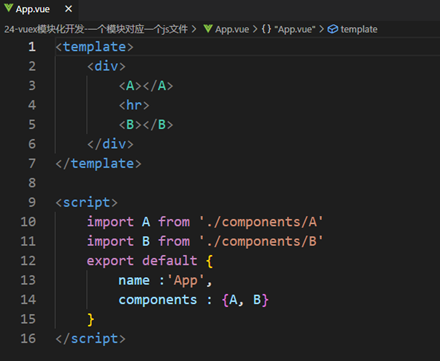 App.vue ×
24-vuex模块化开发-一个模块对应一个js文件 > App.vue > {} "App.vue" > template
1 <template>
2 <div>
3 <A></A>
4 <hr>
5 <B></B>
6 </div>
7 </template>
8
9 <script>
10 import A from './components/A'
11 import B from './components/B'
12 export default {
13 name :'App',
14 components : {A, B}
15 }
16 </script>